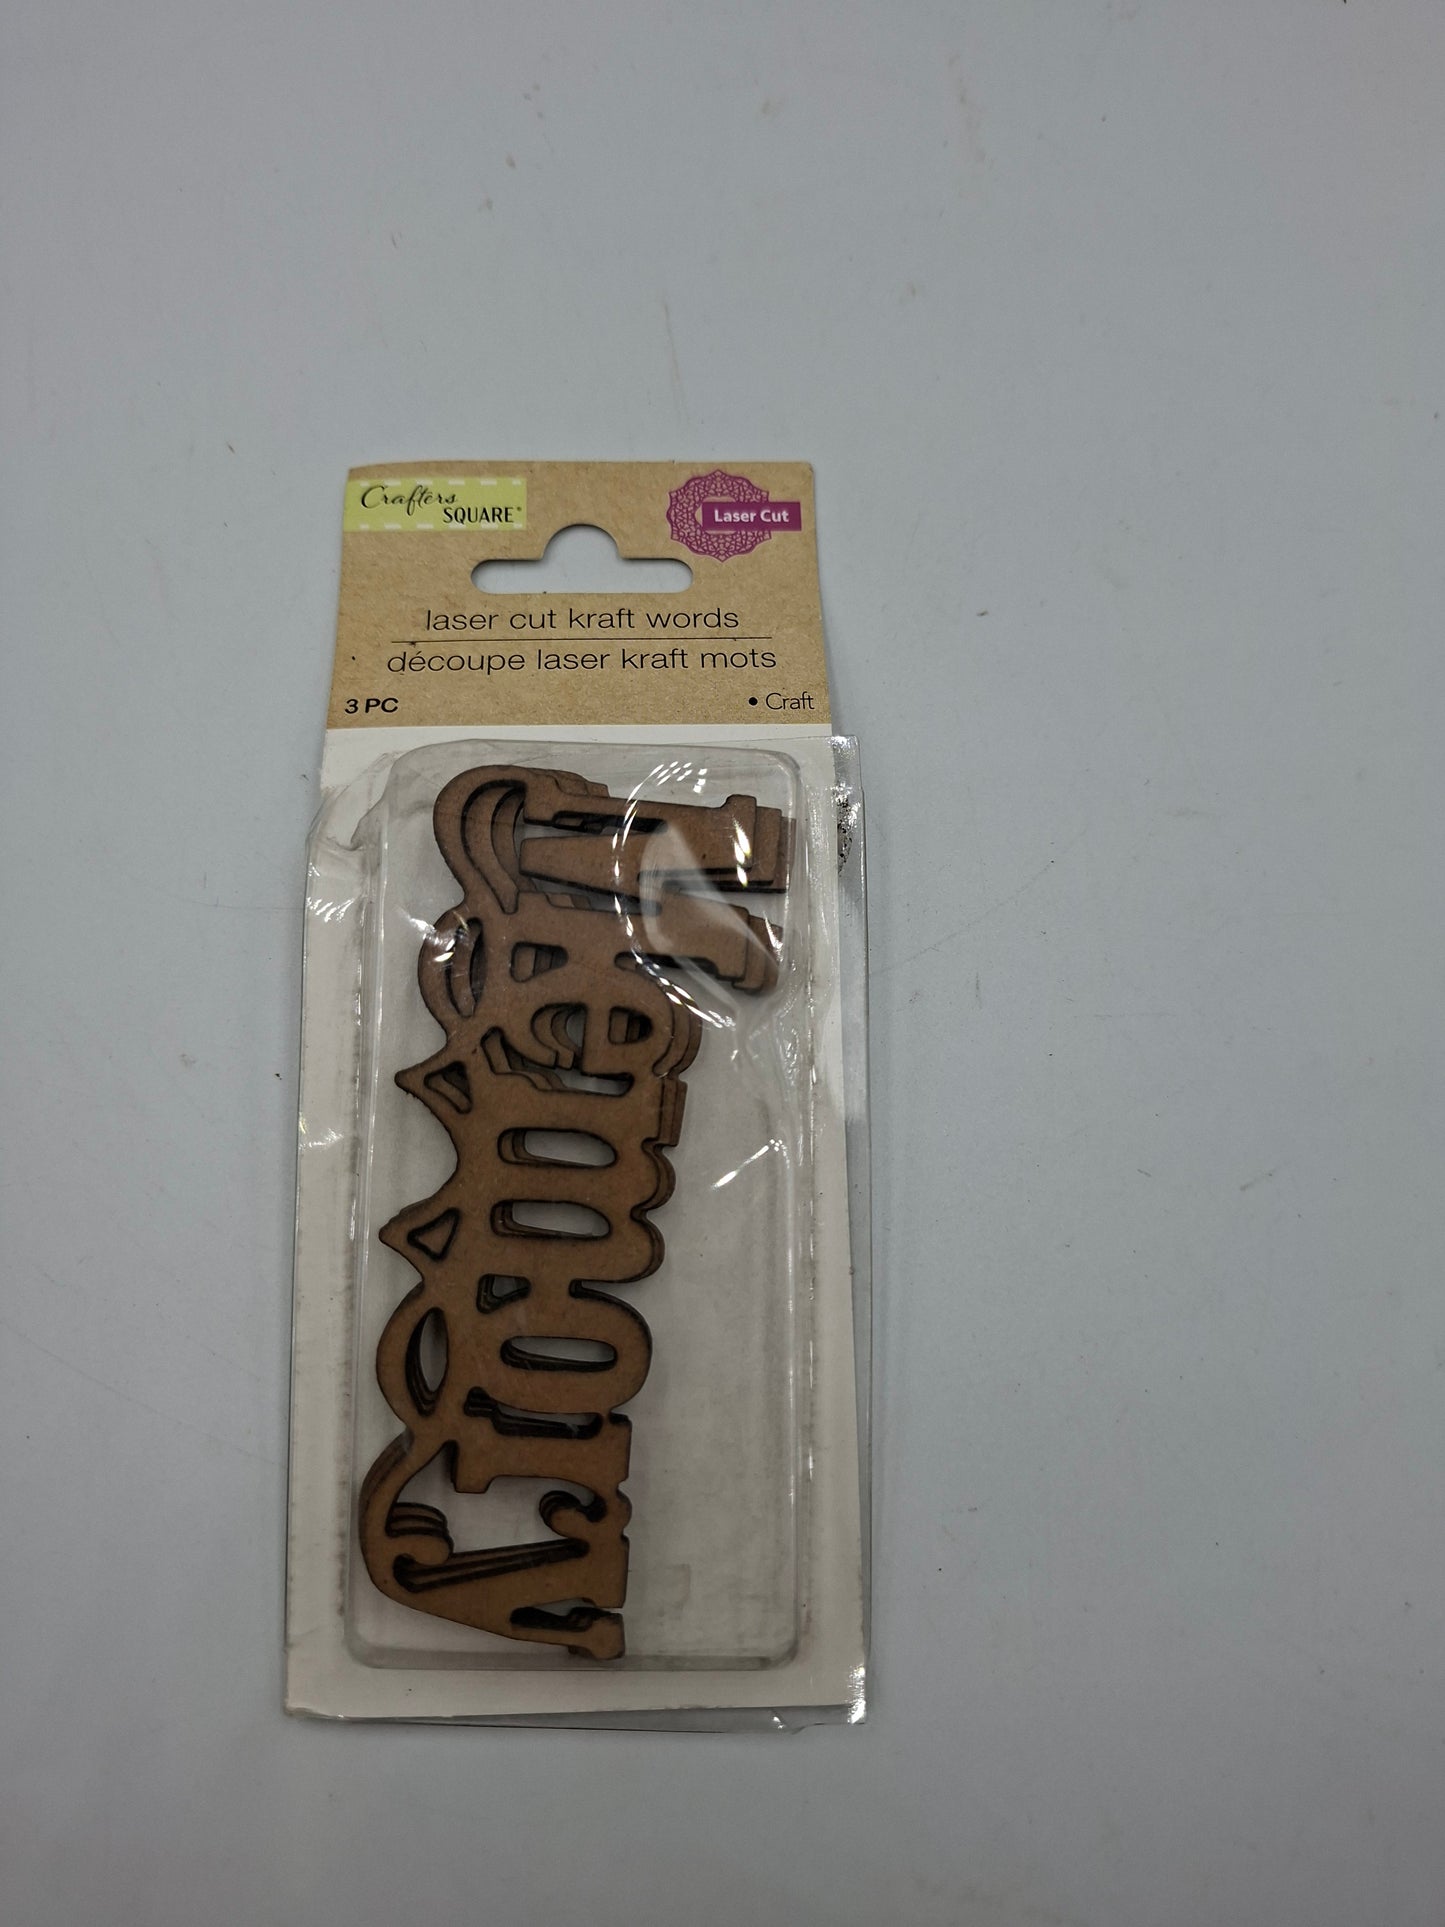 Crafters
SQUARE®
Laser Cut
laser cut kraft words
découpe laser kraft mots
3 PC
• Craft